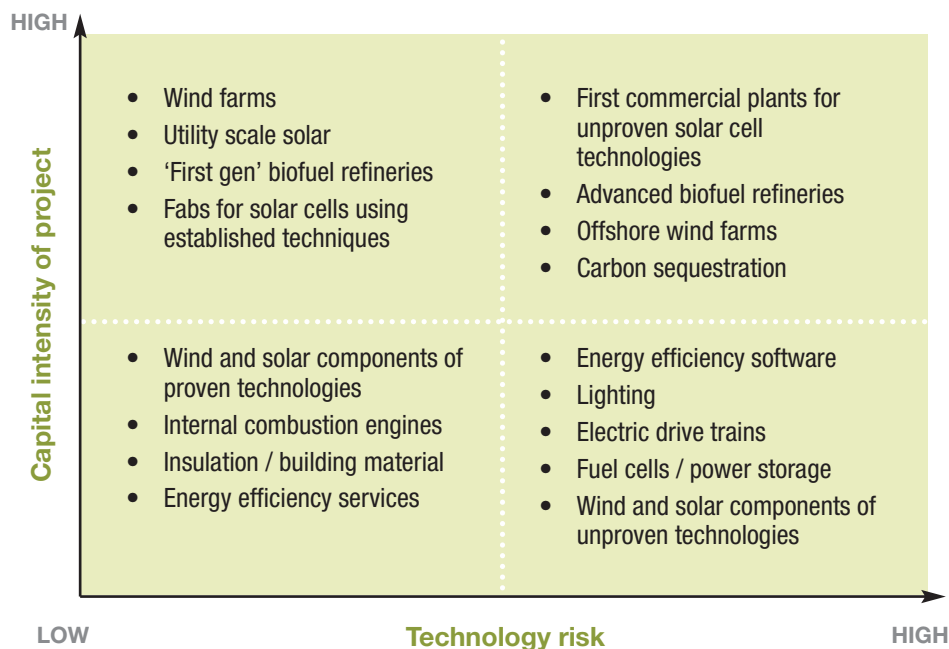 HIGH
Capital intensity of project
• Wind farms
• Utility scale solar
• ‘First gen’ biofuel refineries
• Fabs for solar cells using
established techniques
• First commercial plants for
unproven solar cell
technologies
• Advanced biofuel refineries
• Offshore wind farms
• Carbon sequestration
• Wind and solar components of
proven technologies
• Internal combustion engines
• Insulation / building material
• Energy efficiency services
• Energy efficiency software
• Lighting
• Electric drive trains
• Fuel cells / power storage
• Wind and solar components of
unproven technologies
LOW
Technology risk
HIGH